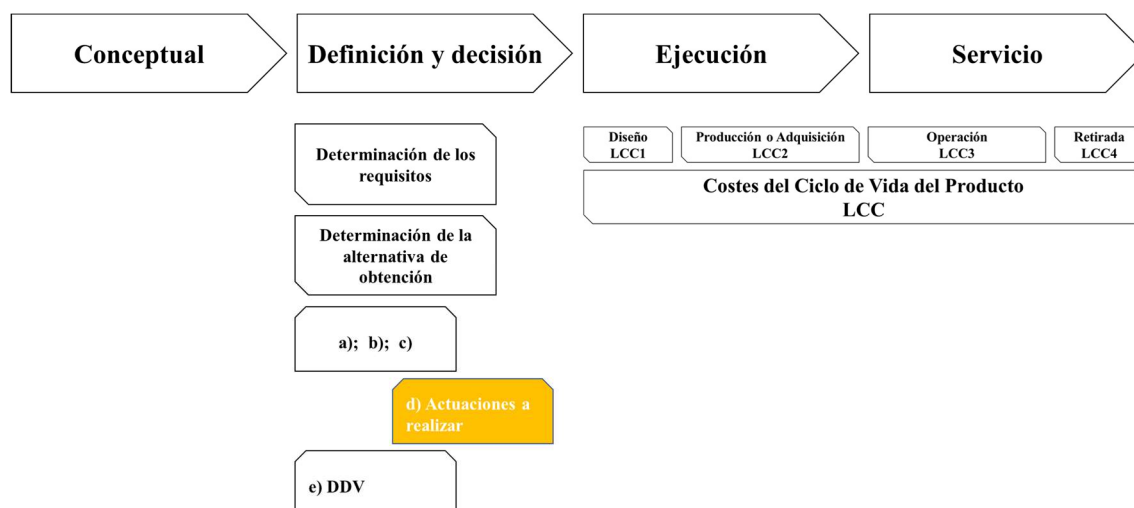 Conceptual
Definición y decisión
Ejecución
Servicio
Determinación de los
requisitos
Determinación de la
alternativa de
obtención
a); b); c)
d) Actuaciones a
realizar
e) DDV
Diseño
LCC1
Producción o Adquisición
LCC2
Operación
LCC3
Retirada
LCC4
Costes del Ciclo de Vida del Producto
LCC